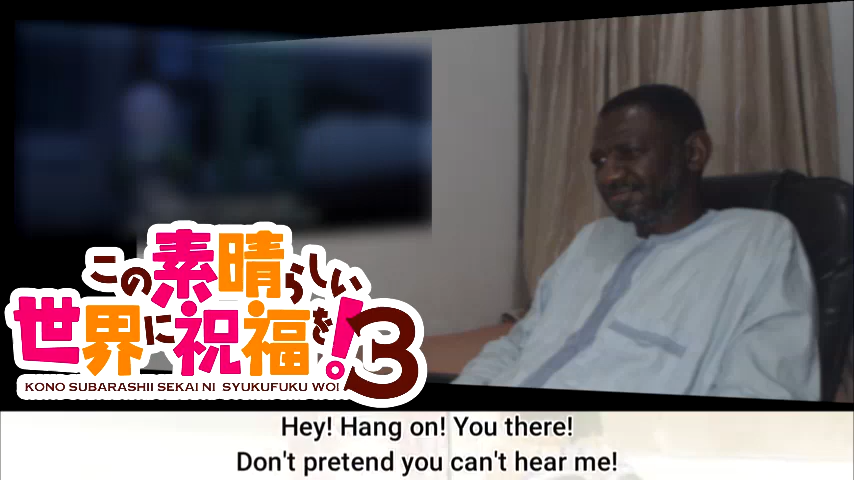 この素晴らしい
世界に祝福を!3
KONO SUBARASHII SEKAI NI SYUKUFUKU WO!
Hey! Hang on! You there!
Don't pretend you can't hear me!